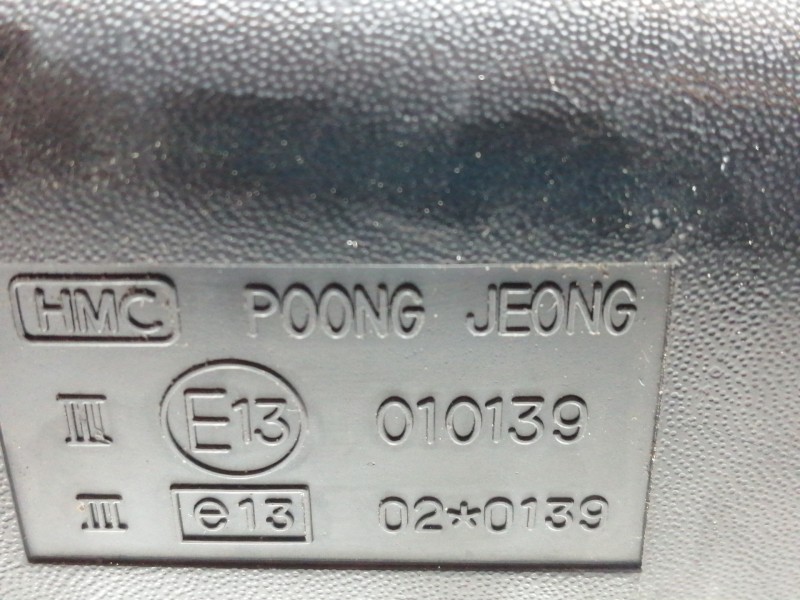 HMC POONG JEONG
III E13 010139
III e13 02*0139